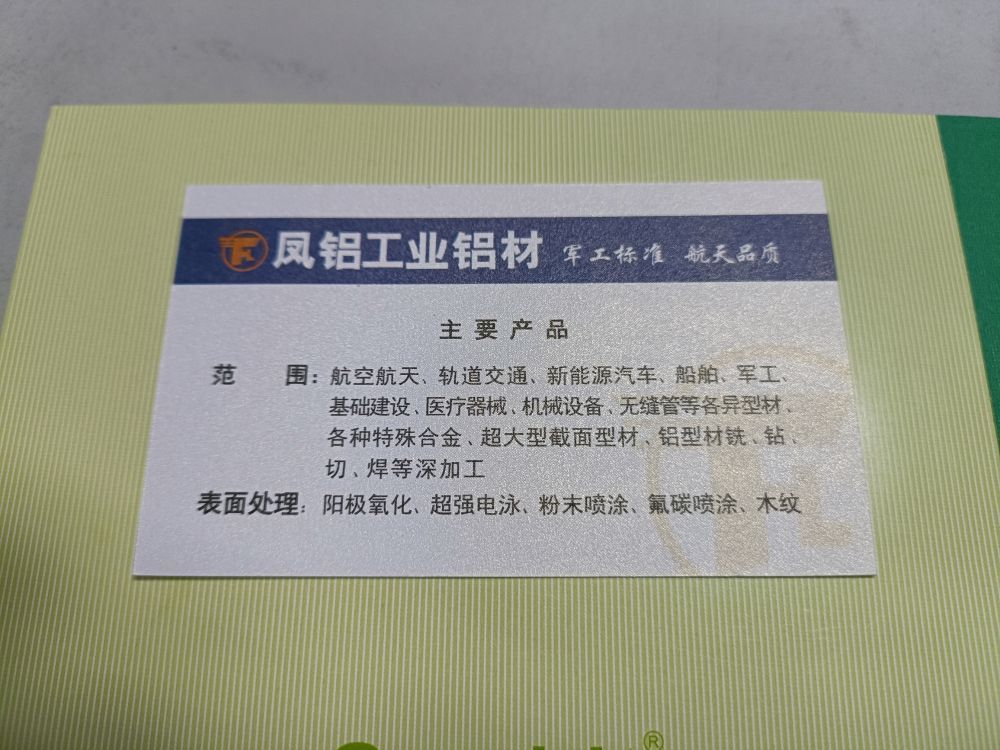 凤铝工业铝材 军工标准 航天品质
主要产品
范 围：航空航天、轨道交通、新能源汽车、船舶、军工、
基础建设、医疗器械、机械设备、无缝管等各异型材、
各种特殊合金、超大型截面型材、铝型材铣、钻、
切、焊等深加工
表面处理：阳极氧化、超强电泳、粉末喷涂、氟碳喷涂、木纹
®